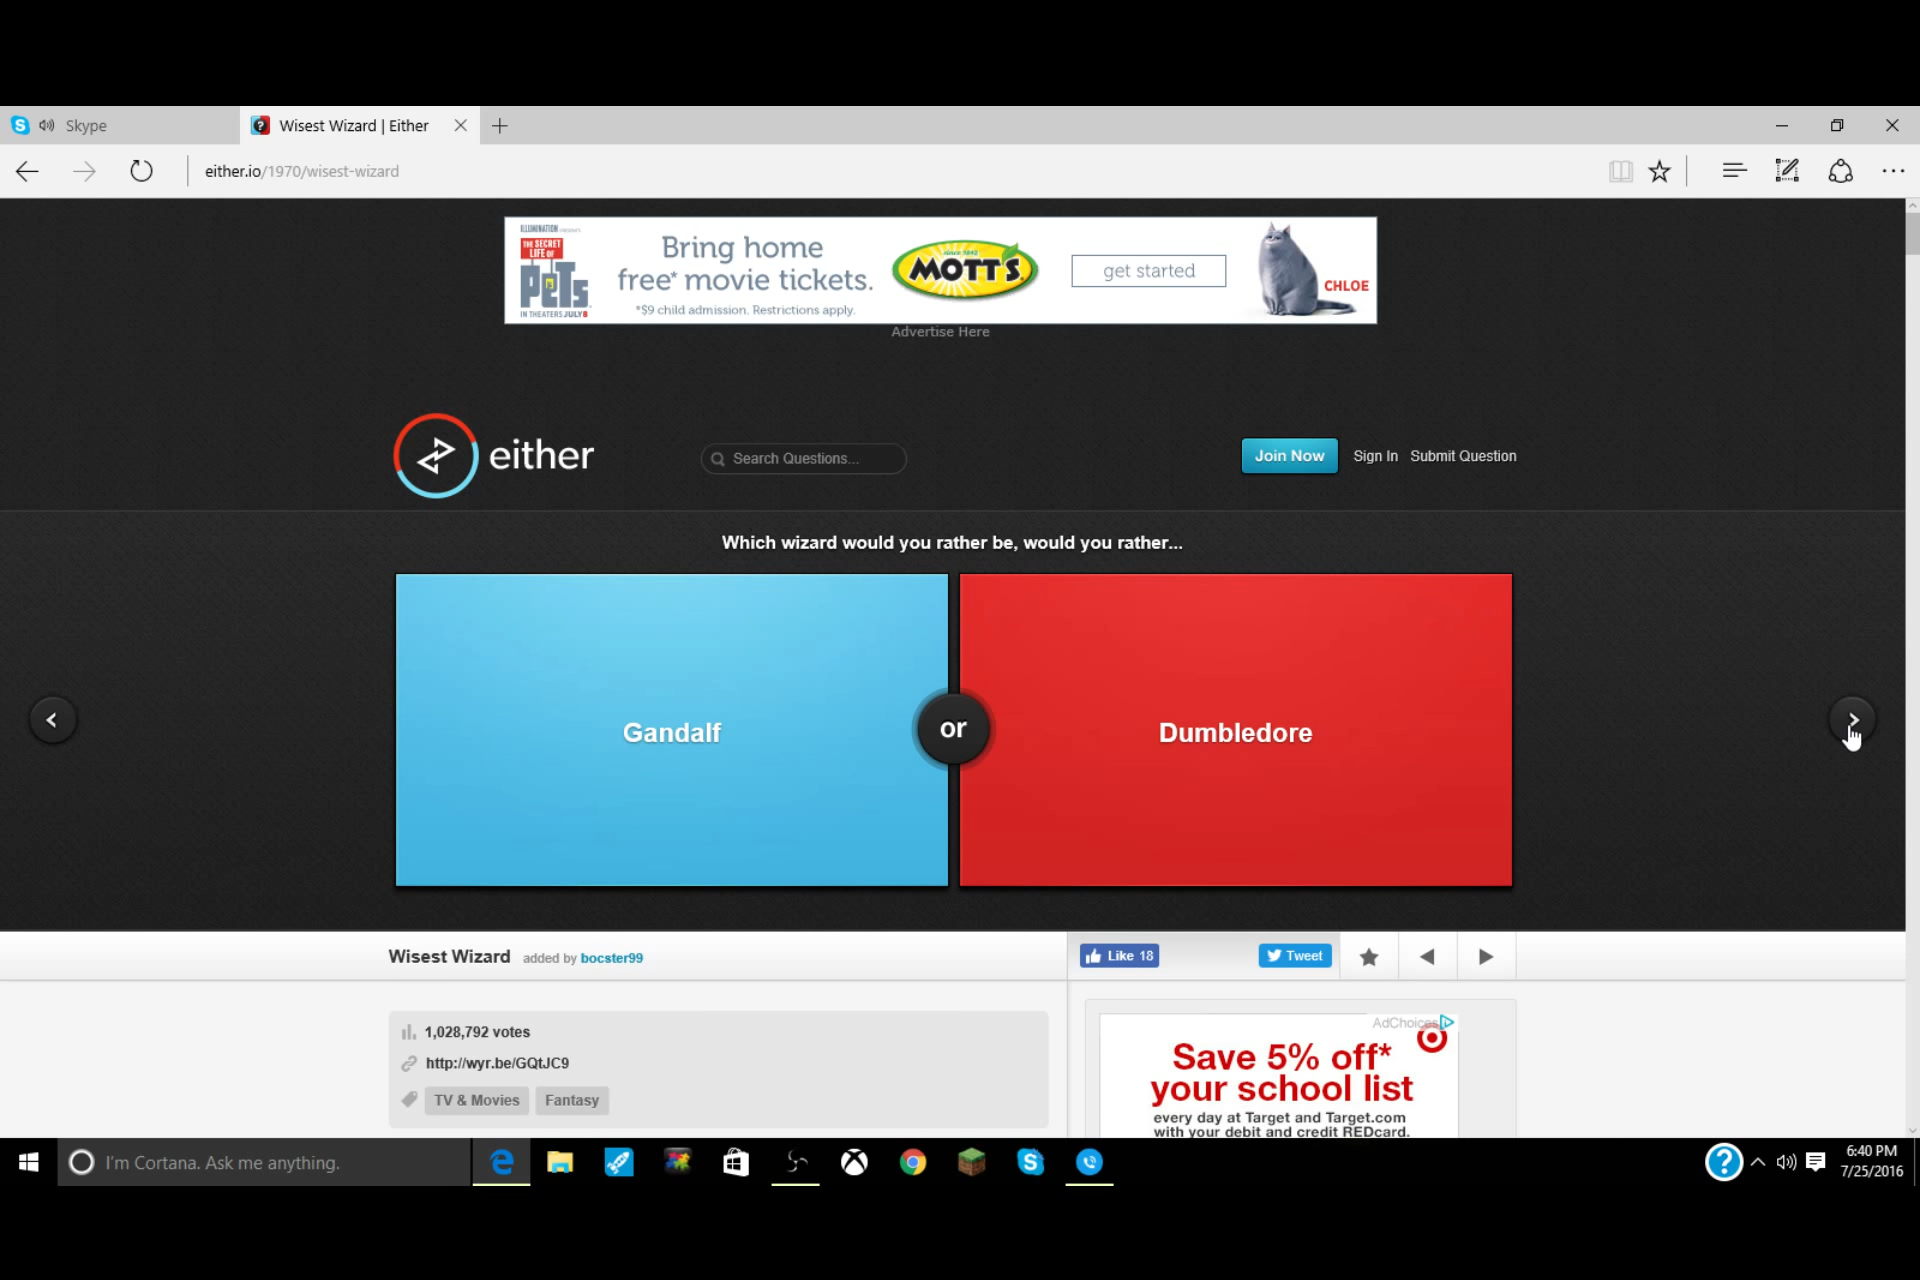 Skype
Wisest Wizard | Either
either.io/1970/wisest-wizard
ILLUMINATION
THE SECRET
LIFE OF
PeTs
IN THEATERS JULY 8
Bring home
free* movie tickets.
*$9 child admission. Restrictions apply.
since 1842
MOTT'S
get started
CHLOE
Advertise Here
either
Search Questions...
Join Now
Sign In
Submit Question
Which wizard would you rather be, would you rather...
Gandalf
or
Dumbledore
Wisest Wizard added by bocster99
Like 18
Tweet
1,028,792 votes
http://wyr.be/GQtJC9
TV & Movies
Fantasy
AdChoices
Save 5% off*
your school list
every day at Target and Target.com
with your debit and credit REDcard.
I'm Cortana. Ask me anything.
6:40 PM
7/25/2016